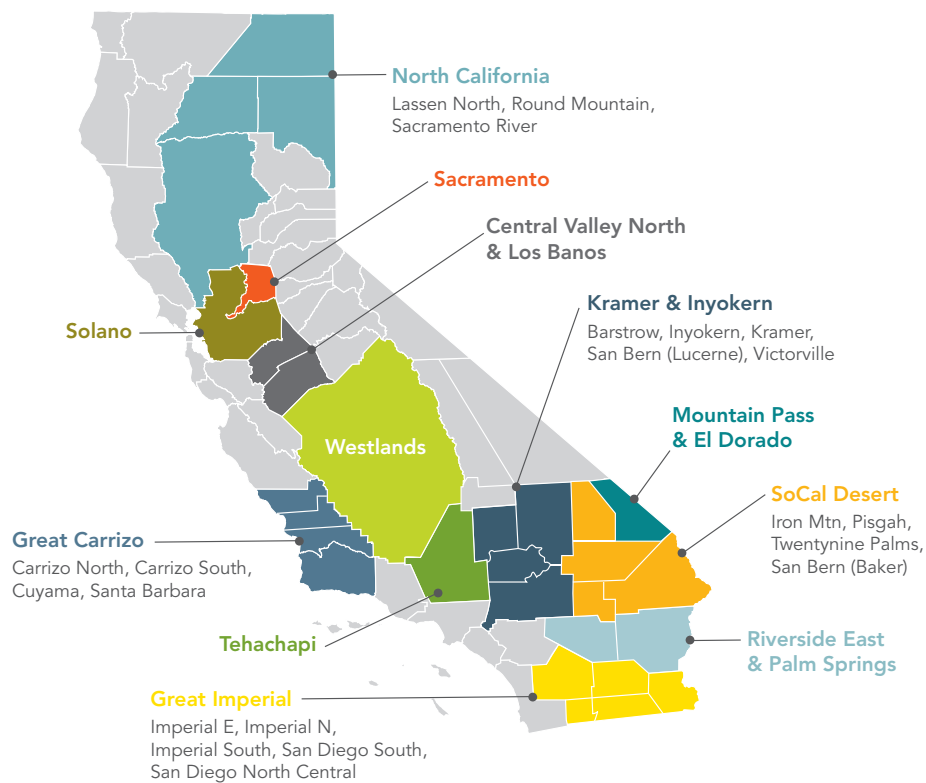 North California
Lassen North, Round Mountain,
Sacramento River
Sacramento
Central Valley North
& Los Banos
Kramer & Inyokern
Barstrow, Inyokern, Kramer,
San Bern (Lucerne), Victorville
Solano
Mountain Pass
& El Dorado
Westlands
SoCal Desert
Iron Mtn, Pisgah,
Twentynine Palms,
San Bern (Baker)
Great Carrizo
Carrizo North, Carrizo South,
Cuyama, Santa Barbara
Tehachapi
Riverside East
& Palm Springs
Great Imperial
Imperial E, Imperial N,
Imperial South, San Diego South,
San Diego North Central